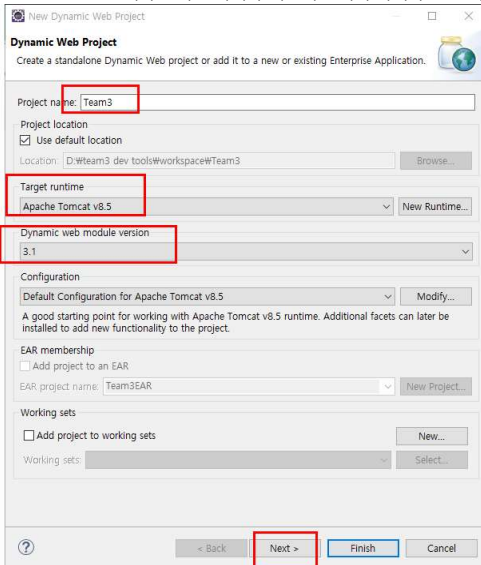 New Dynamic Web Project
Dynamic Web Project
Create a standalone Dynamic Web project or add it to a new or existing Enterprise Application.
Project name: Team3
Project location
Use default location
Location: D:₩team3 dev tools₩workspace₩Team3 Browse...
Target runtime
Apache Tomcat v8.5 New Runtime...
Dynamic web module version
3.1
Configuration
Default Configuration for Apache Tomcat v8.5 Modify...
A good starting point for working with Apache Tomcat v8.5 runtime. Additional facets can later be
installed to add new functionality to the project.
EAR membership
Add project to an EAR
EAR project name: Team3EAR New Project...
Working sets
Add project to working sets New...
Working sets: Select...
? < Back Next > Finish Cancel